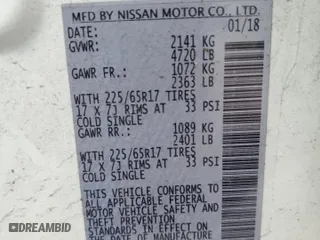 MFD BY NISSAN MOTOR CO., LTD.
01/18
GVWR: 2141 KG
4720 LB
GAWR FR.: 1072 KG
2363 LB
WITH 225/65R17 TIRES
17 X 7J RIMS AT 33 PSI
COLD SINGLE
GAWR RR.: 1089 KG
2401 LB
WITH 225/65R17 TIRES
17 X 7J RIMS AT 33 PSI
COLD SINGLE
THIS VEHICLE CONFORMS TO
ALL APPLICABLE FEDERAL
MOTOR VEHICLE SAFETY AND
THEFT PREVENTION
STANDARDS IN EFFECT ON
THE DATE OF MANUFACTURE
DREAMBID